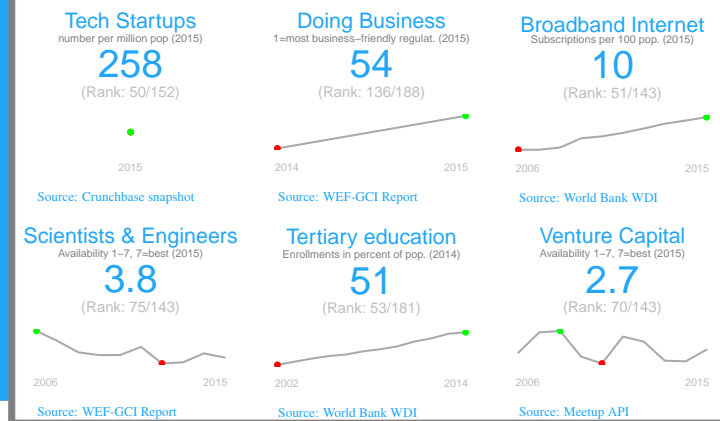 Tech Startups
number per million pop (2015)
258
(Rank: 50/152)
2015
Source: Crunchbase snapshot
Doing Business
1=most business−friendly regulat. (2015)
54
(Rank: 136/188)
2014 2015
Source: WEF-GCI Report
Broadband Internet
Subscriptions per 100 pop. (2015)
10
(Rank: 51/143)
2006 2015
Source: World Bank WDI
Scientists & Engineers
Availability 1−7, 7=best (2015)
3.8
(Rank: 75/143)
2006 2015
Source: WEF-GCI Report
Tertiary education
Enrollments in percent of pop. (2014)
51
(Rank: 53/181)
2002 2014
Source: World Bank WDI
Venture Capital
Availability 1−7, 7=best (2015)
2.7
(Rank: 70/143)
2006 2015
Source: Meetup API